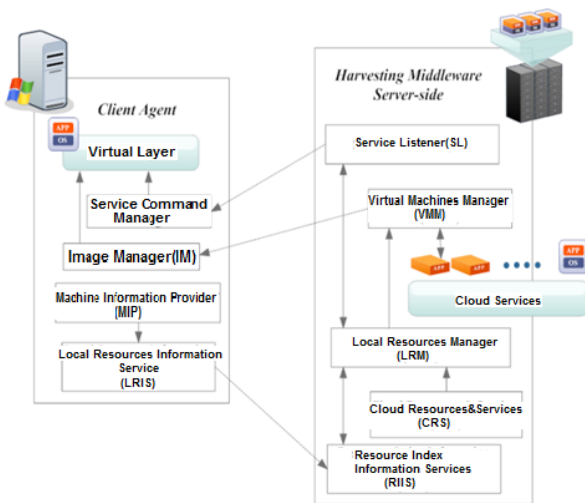 Client Agent
APP
OS
Virtual Layer
Service Command
Manager
Image Manager(IM)
Machine Information Provider
(MIP)
Local Resources Information
Service
(LRIS)
Harvesting Middleware
Server-side
Service Listener(SL)
Virtual Machines Manager
(VMM)
APP
APP
APP
OS
Cloud Services
Local Resources Manager
(LRM)
Cloud Resources&Services
(CRS)
Resource Index
Information Services
(RIIS)